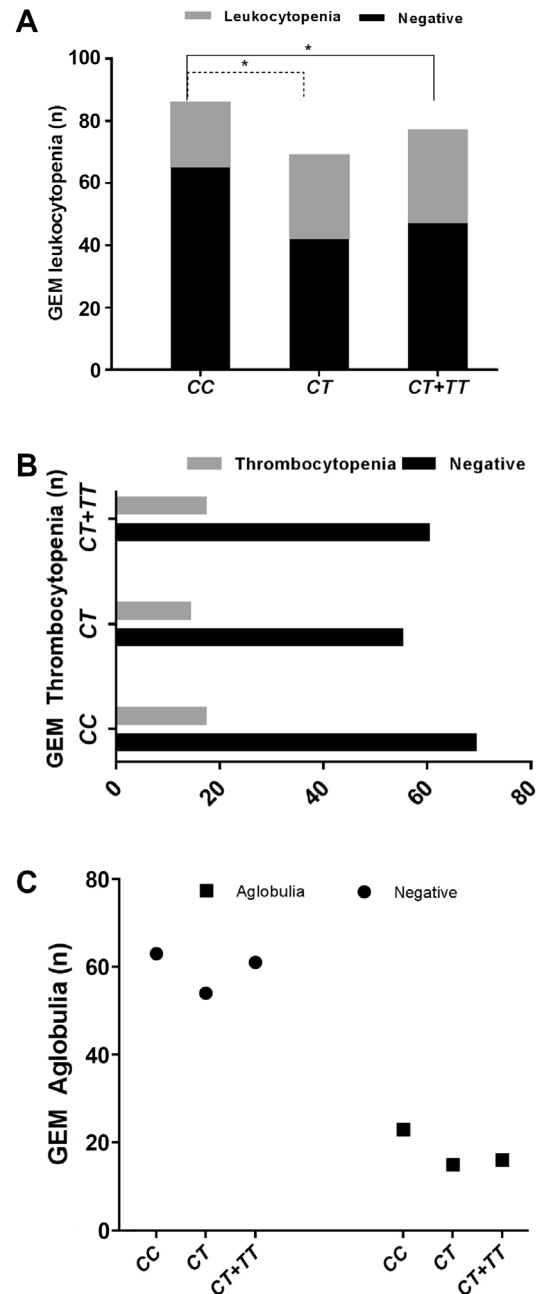 A
Leukocytopenia Negative
GEM leukocytopenia (n)
100
80
60
40
20
0
*
*
CC CT CT+TT
B
Thrombocytopenia Negative
GEM Thrombocytopenia (n)
CT+TT
CT
CC
0 20 40 60 80
C
Aglobulia Negative
GEM Aglobulia (n)
80
60
40
20
0
CC CT CT+TT CC CT CT+TT